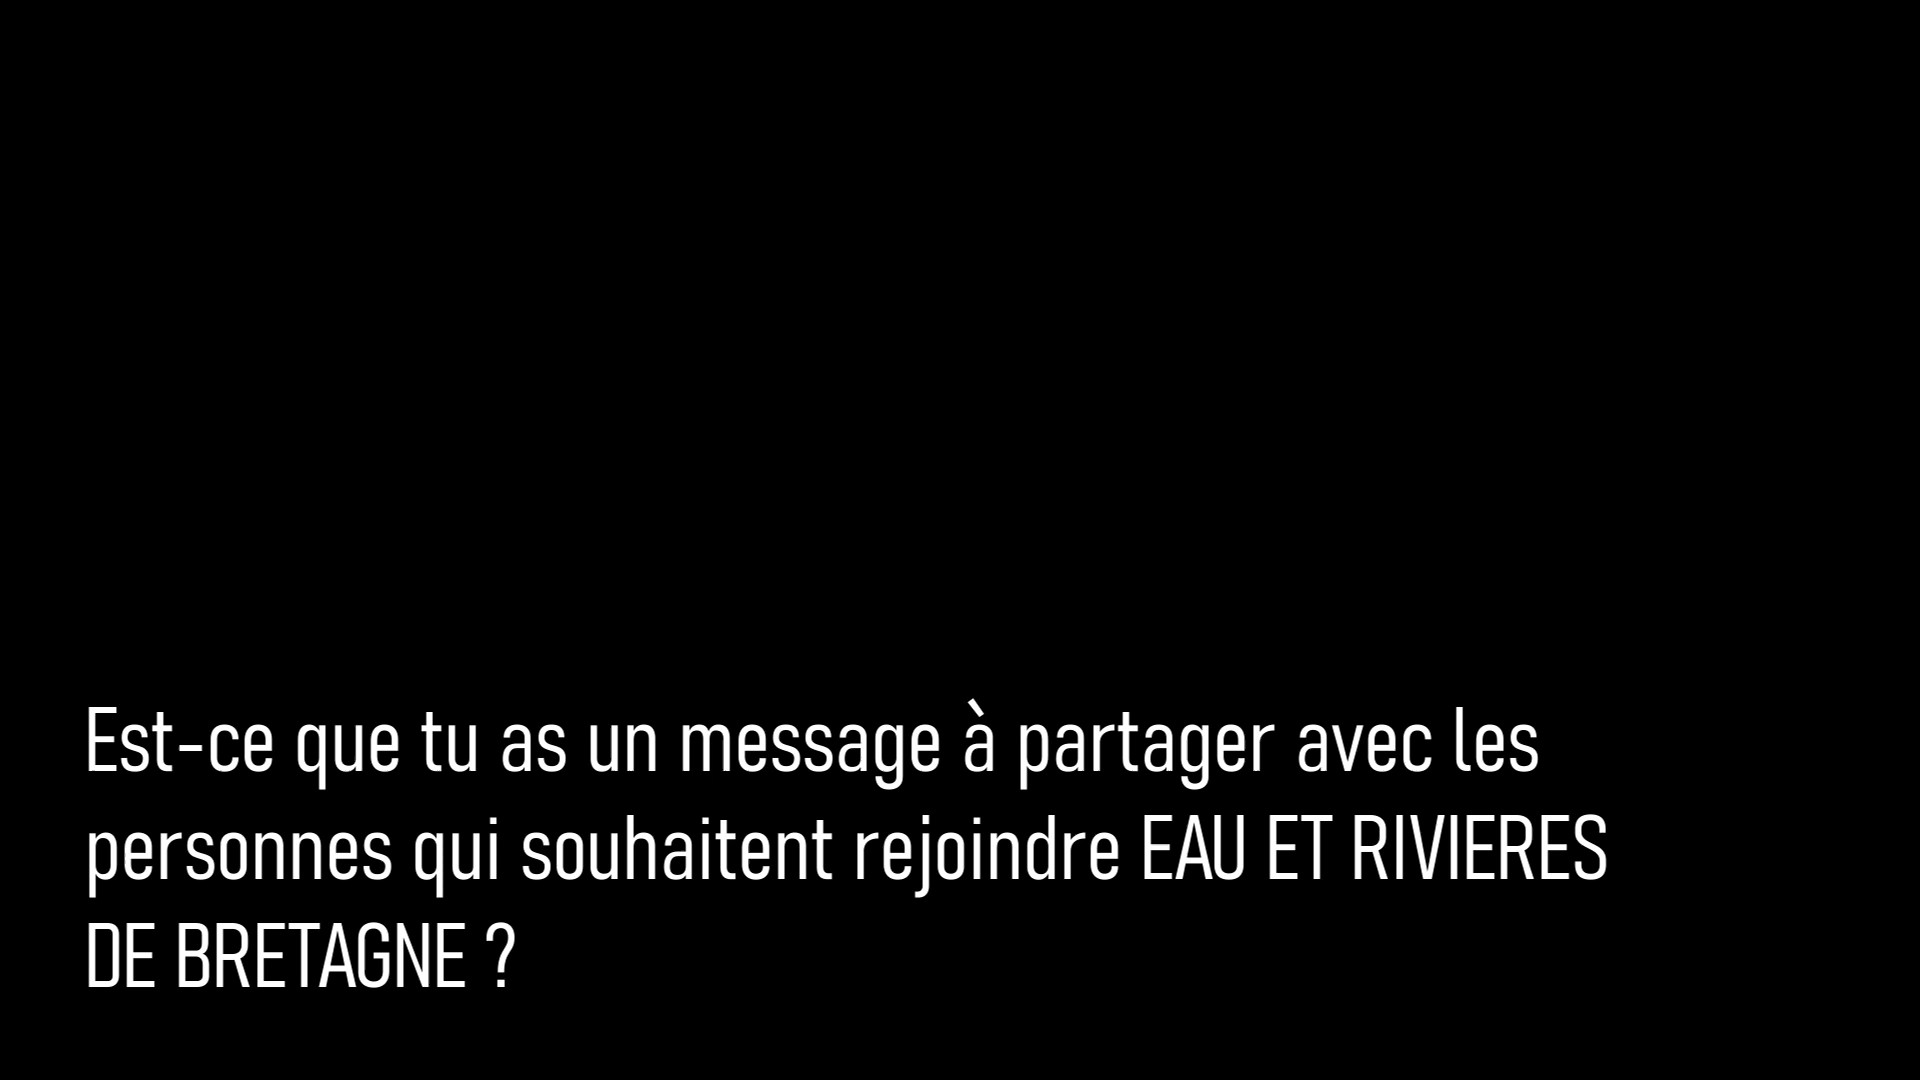 Est-ce que tu as un message à partager avec les
personnes qui souhaitent rejoindre EAU ET RIVIERES
DE BRETAGNE ?